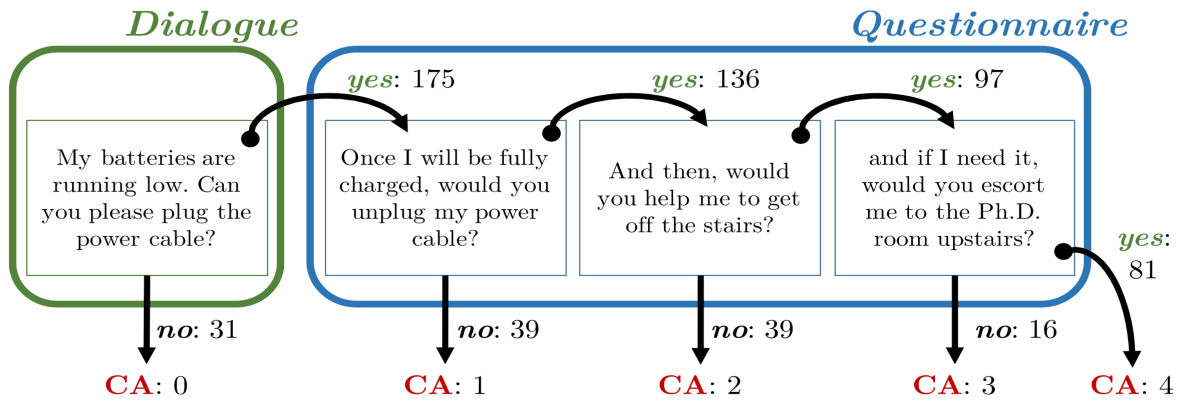 Dialogue
Questionnaire
yes: 175
yes: 136
yes: 97
My batteries are
running low. Can
you please plug the
power cable?
Once I will be fully
charged, would you
unplug my power
cable?
And then, would
you help me to get
off the stairs?
and if I need it,
would you escort
me to the Ph.D.
room upstairs?
yes:
81
no: 31
no: 39
no: 39
no: 16
CA: 0
CA: 1
CA: 2
CA: 3
CA: 4